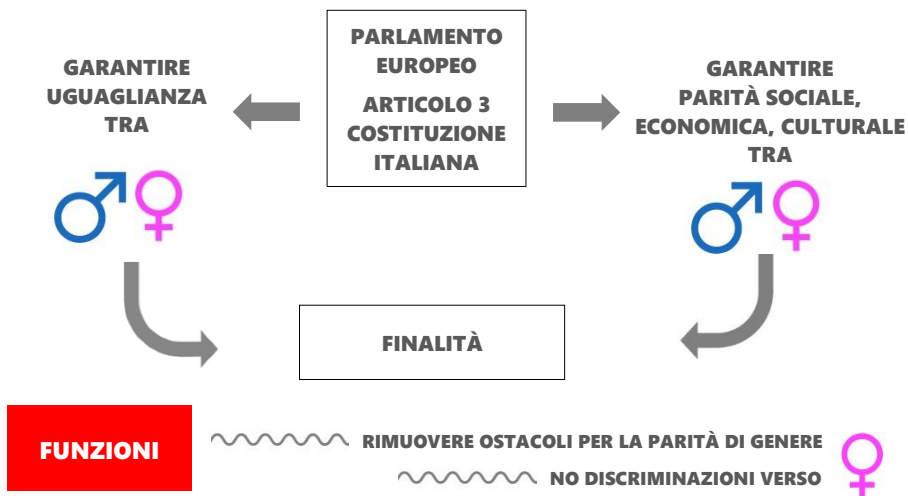 PARLAMENTO
EUROPEO
ARTICOLO 3
COSTITUZIONE
ITALIANA
GARANTIRE
UGUAGLIANZA
TRA
GARANTIRE
PARITÀ SOCIALE,
ECONOMICA, CULTURALE
TRA
FINALITÀ
FUNZIONI
RIMUOVERE OSTACOLI PER LA PARITÀ DI GENERE
NO DISCRIMINAZIONI VERSO